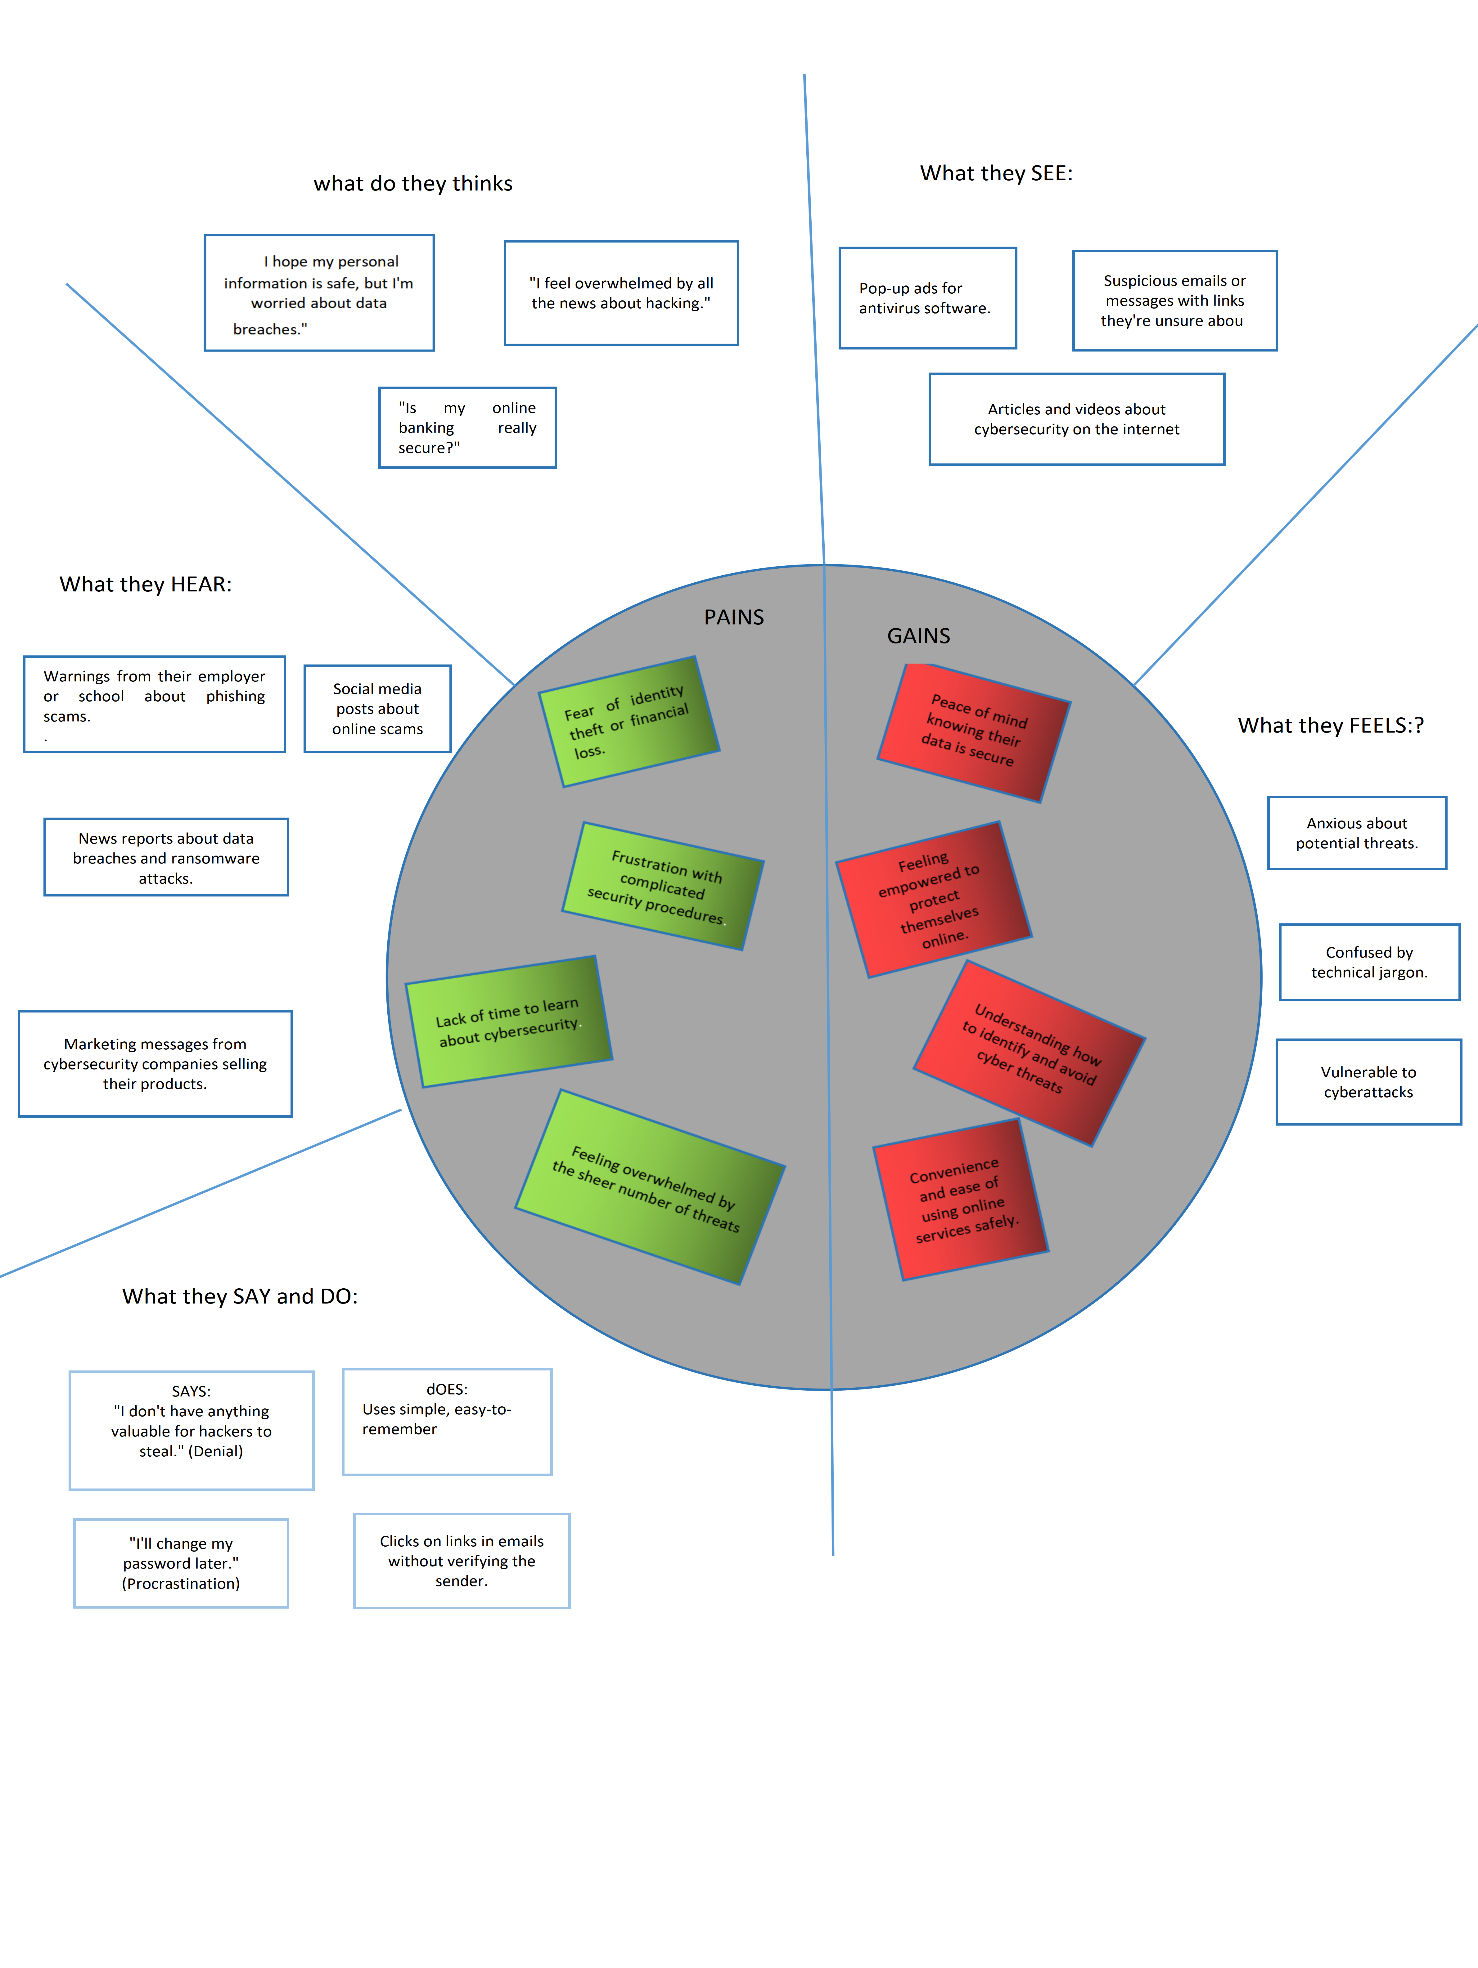 what do they thinks
I hope my personal
information is safe, but I'm
worried about data
breaches."
"I feel overwhelmed by all
the news about hacking."
"Is my online
banking really
secure?"
What they SEE:
Pop-up ads for
antivirus software.
Suspicious emails or
messages with links
they're unsure abou
Articles and videos about
cybersecurity on the internet
What they HEAR:
Warnings from their employer
or school about phishing
scams.
.
Social media
posts about
online scams
News reports about data
breaches and ransomware
attacks.
Marketing messages from
cybersecurity companies selling
their products.
PAINS
Fear of identity
theft or financial
loss.
Frustration with
complicated
security procedures.
Lack of time to learn
about cybersecurity.
Feeling overwhelmed by
the sheer number of threats
GAINS
Peace of mind
knowing their
data is secure
Feeling
empowered to
protect
themselves
online.
Understanding how
to identify and avoid
cyber threats
Convenience
and ease of
using online
services safely.
What they FEELS:?
Anxious about
potential threats.
Confused by
technical jargon.
Vulnerable to
cyberattacks
What they SAY and DO:
SAYS:
"I don't have anything
valuable for hackers to
steal." (Denial)
dOES:
Uses simple, easy-to-
remember
"I'll change my
password later."
(Procrastination)
Clicks on links in emails
without verifying the
sender.